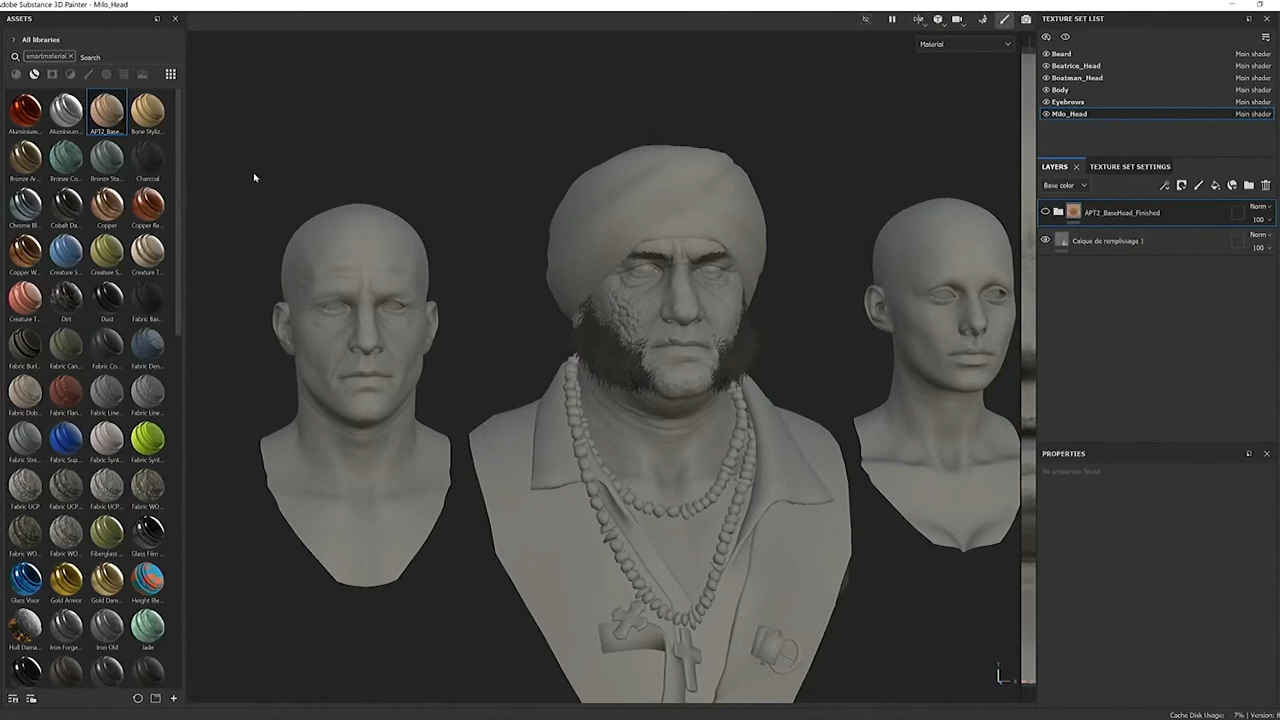 Adobe Substance 3D Painter - Milo_Head
ASSETS
All libraries
smartmaterial × Search
Aluminium... Aluminium... APT2_Base... Bone Styliz...
Bronze Ar... Bronze Co... Bronze Sta... Charcoal
Chrome Bl... Cobalt Da... Copper Copper Re...
Copper W... Creature S... Creature S... Creature T...
Creature T... Dirt Dust Fabric Bas...
Fabric Burl... Fabric Can... Fabric Co... Fabric Den...
Fabric Dob... Fabric Flan... Fabric Line... Fabric Line...
Fabric Stre... Fabric Sup... Fabric Synt... Fabric Synt...
Fabric UCP Fabric UCP... Fabric UCP... Fabric WO...
Fabric WO... Fabric WO... Fiberglass ... Glass Film ...
Glass Visor Gold Armor Gold Dam... Height Ble...
Hull Dama... Iron Forge... Iron Old Jade
Material
Y
TEXTURE SET LIST
Beard Main shader
Beatrice_Head Main shader
Boatman_Head Main shader
Body Main shader
Eyebrows Main shader
Milo_Head Main shader
LAYERS × TEXTURE SET SETTINGS
Base color
APT2_BaseHead_Finished Norm
100
Calque de remplissage 1 Norm
100
PROPERTIES
No properties found
Cache Disk Usage: 7% | Version: